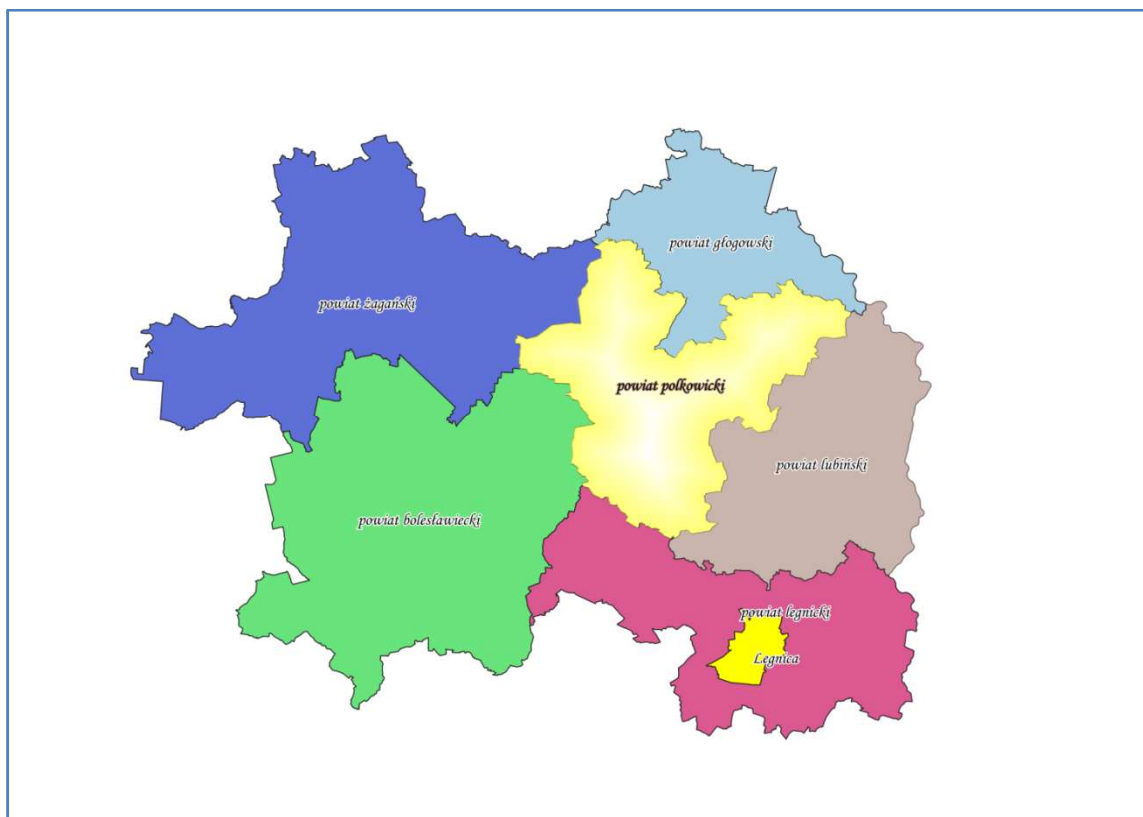 powiat głogowski
powiat żagański
powiat polkowicki
powiat lubiński
powiat bolesławiecki
powiat legnicki
Legnica